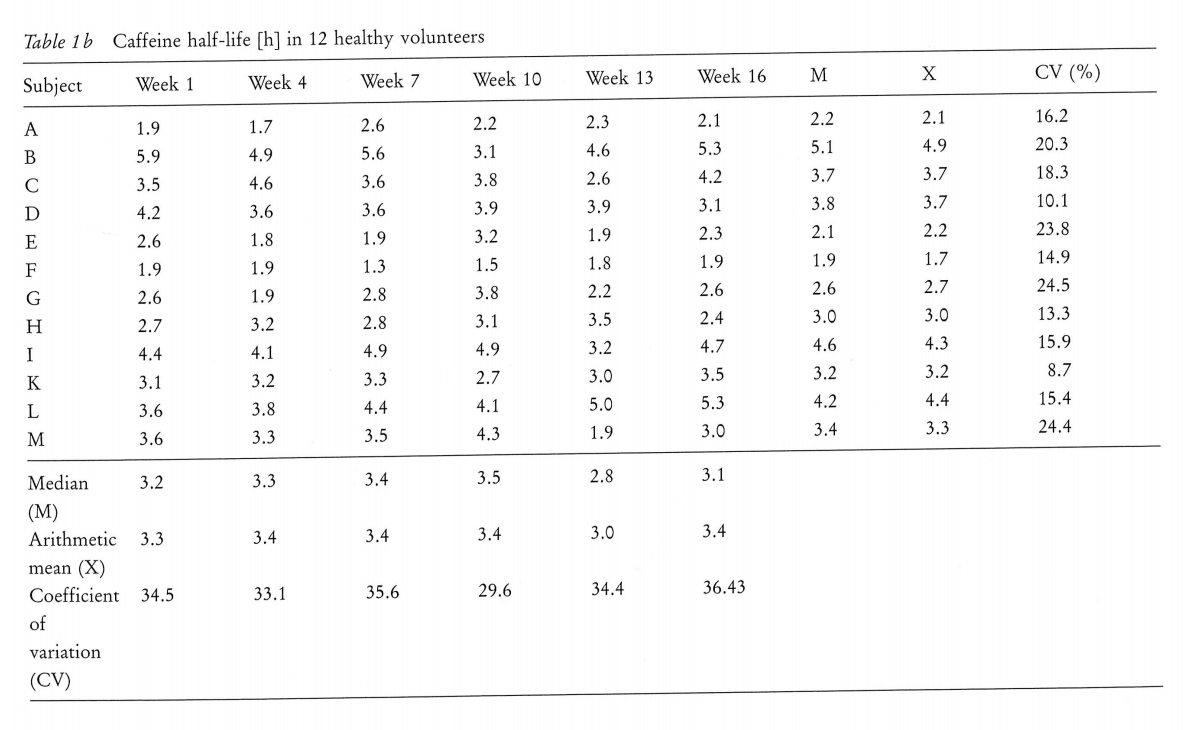 Table 1b Caffeine half-life [h] in 12 healthy volunteers
Subject Week 1 Week 4 Week 7 Week 10 Week 13 Week 16 M X CV (%)
A 1.9 1.7 2.6 2.2 2.3 2.1 2.2 2.1 16.2
B 5.9 4.9 5.6 3.1 4.6 5.3 5.1 4.9 20.3
C 3.5 4.6 3.6 3.8 2.6 4.2 3.7 3.7 18.3
D 4.2 3.6 3.6 3.9 3.9 3.1 3.8 3.7 10.1
E 2.6 1.8 1.9 3.2 1.9 2.3 2.1 2.2 23.8
F 1.9 1.9 1.3 1.5 1.8 1.9 1.9 1.7 14.9
G 2.6 1.9 2.8 3.8 2.2 2.6 2.6 2.7 24.5
H 2.7 3.2 2.8 3.1 3.5 2.4 3.0 3.0 13.3
I 4.4 4.1 4.9 4.9 3.2 4.7 4.6 4.3 15.9
K 3.1 3.2 3.3 2.7 3.0 3.5 3.2 3.2 8.7
L 3.6 3.8 4.4 4.1 5.0 5.3 4.2 4.4 15.4
M 3.6 3.3 3.5 4.3 1.9 3.0 3.4 3.3 24.4
Median 3.2 3.3 3.4 3.5 2.8 3.1
(M)
Arithmetic 3.3 3.4 3.4 3.4 3.0 3.4
mean (X)
Coefficient 34.5 33.1 35.6 29.6 34.4 36.43
of
variation
(CV)